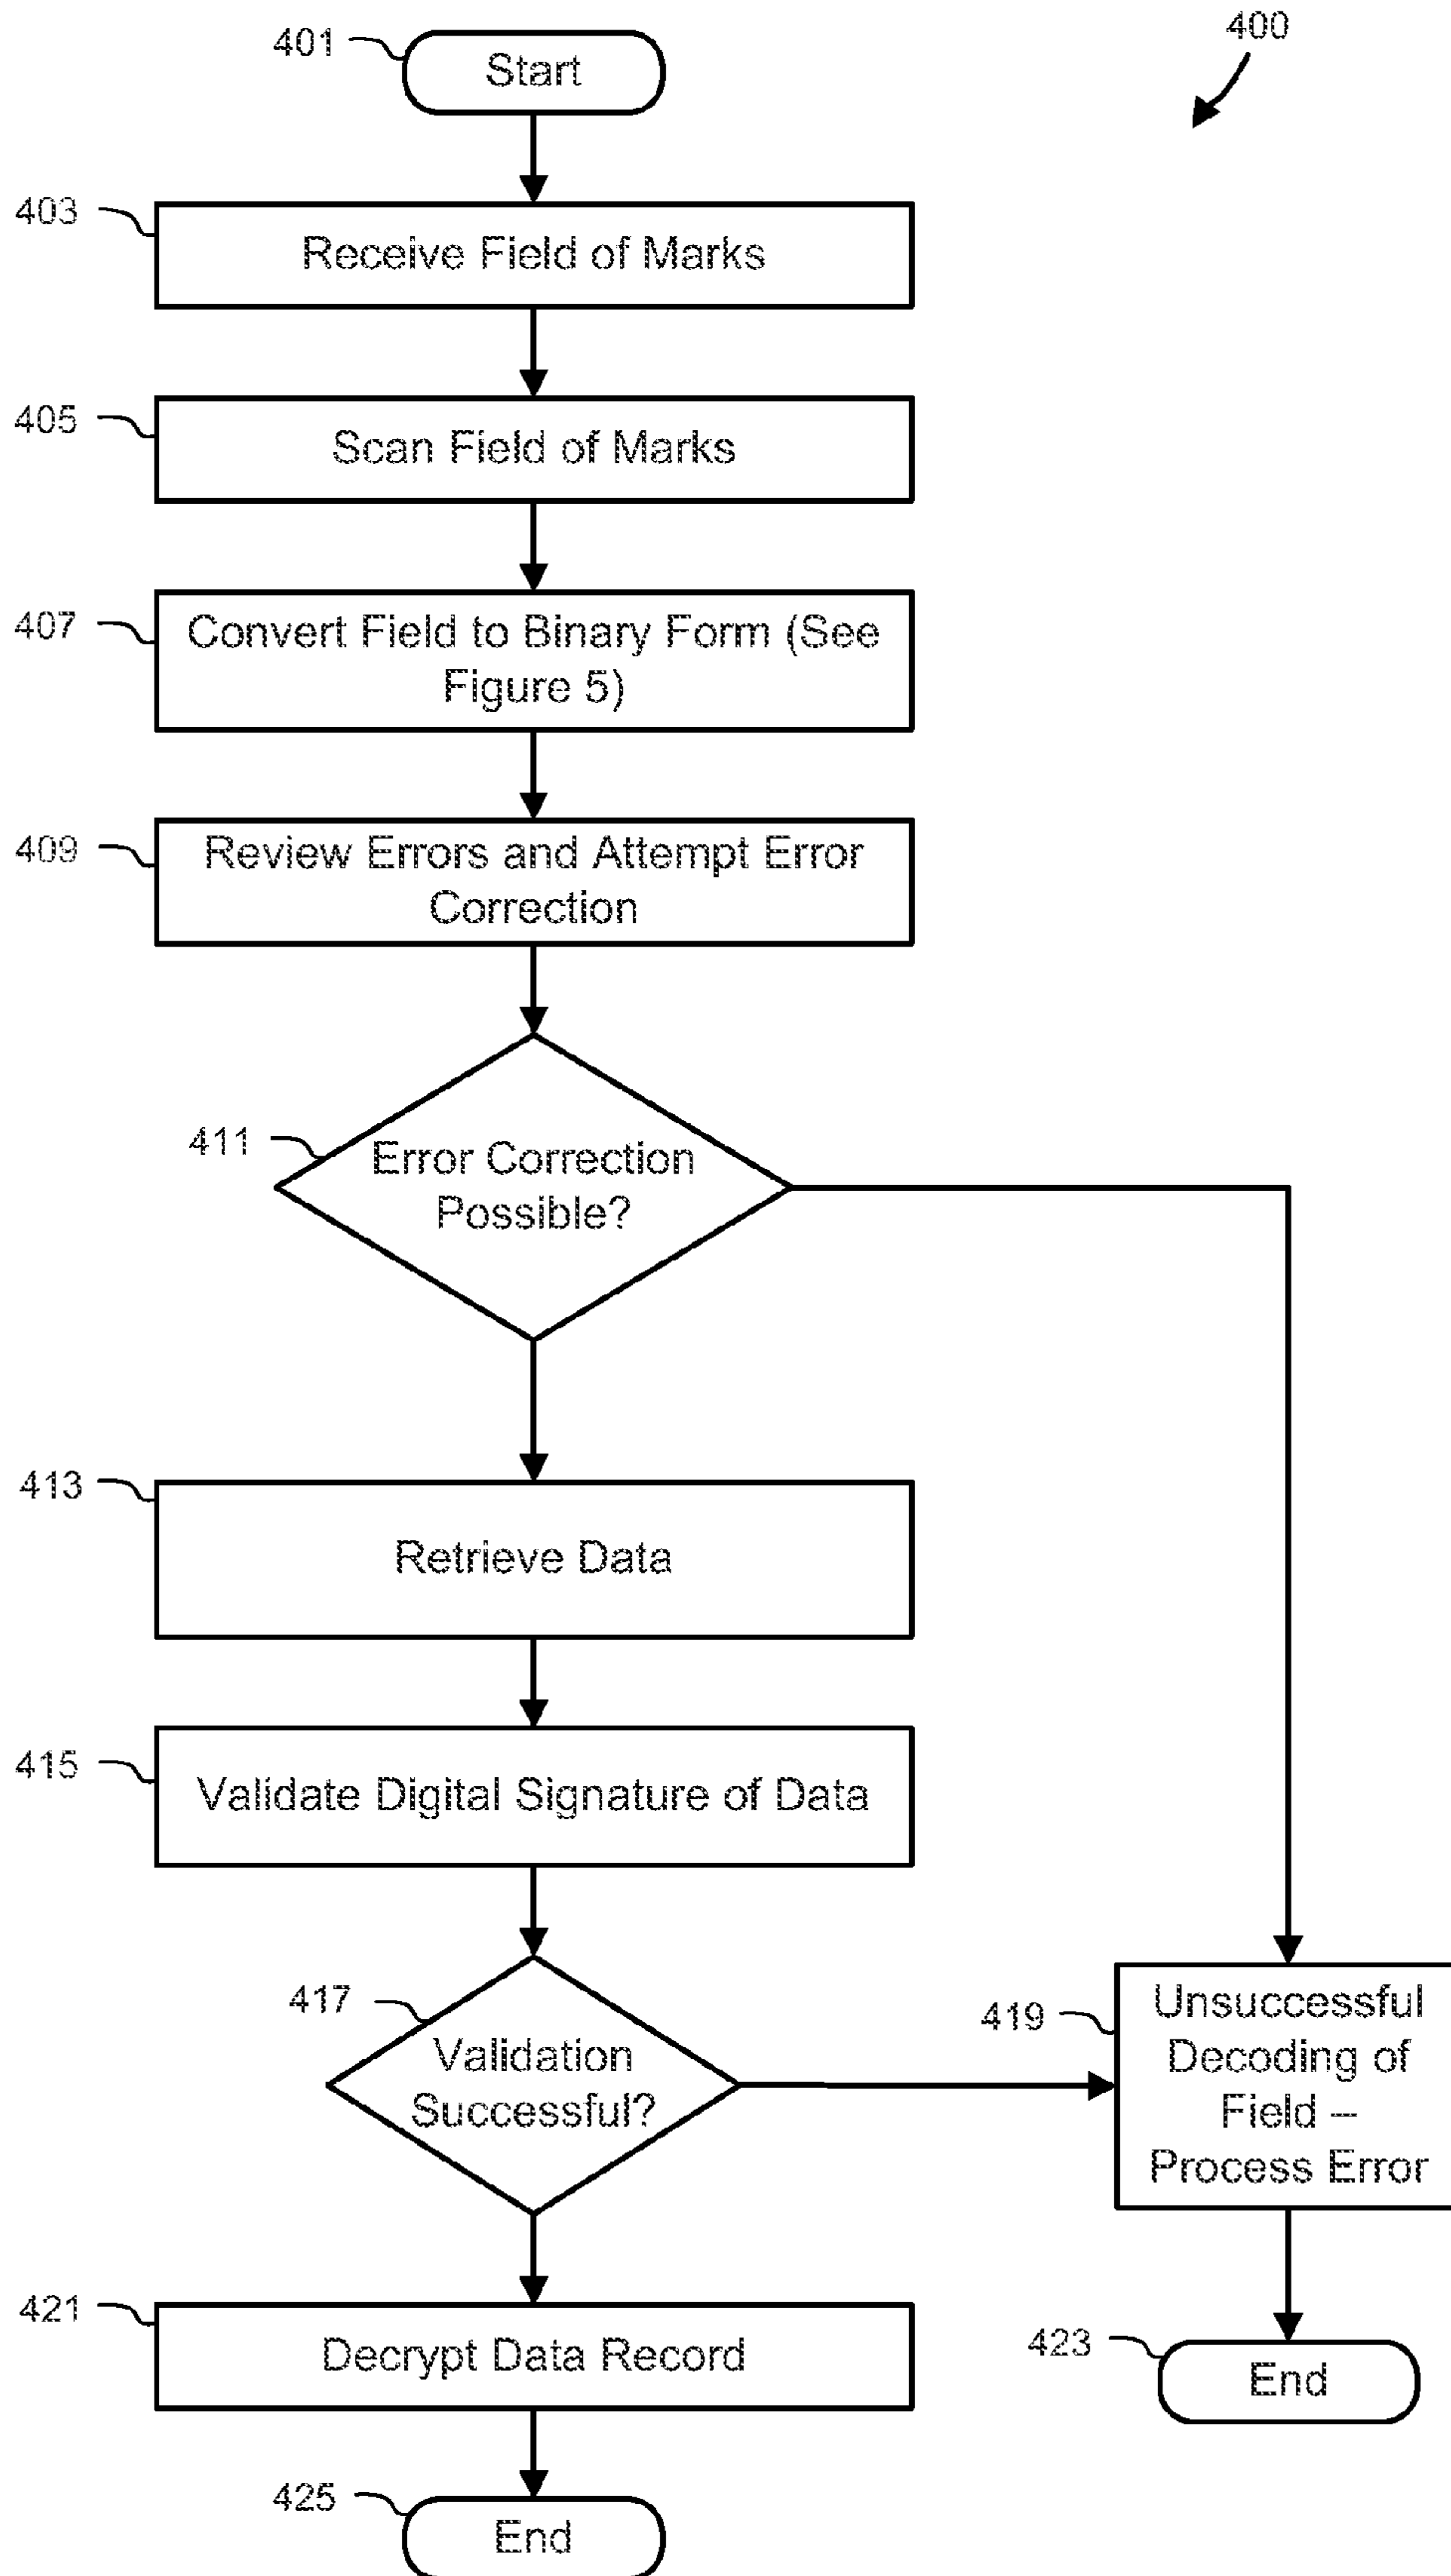 400
401
Start
403
Receive Field of Marks
405
Scan Field of Marks
407
Convert Field to Binary Form (See
Figure 5)
409
Review Errors and Attempt Error
Correction
411
Error Correction
Possible?
413
Retrieve Data
415
Validate Digital Signature of Data
417
Validation
Successful?
419
Unsuccessful
Decoding of
Field –
Process Error
421
Decrypt Data Record
423
End
425
End